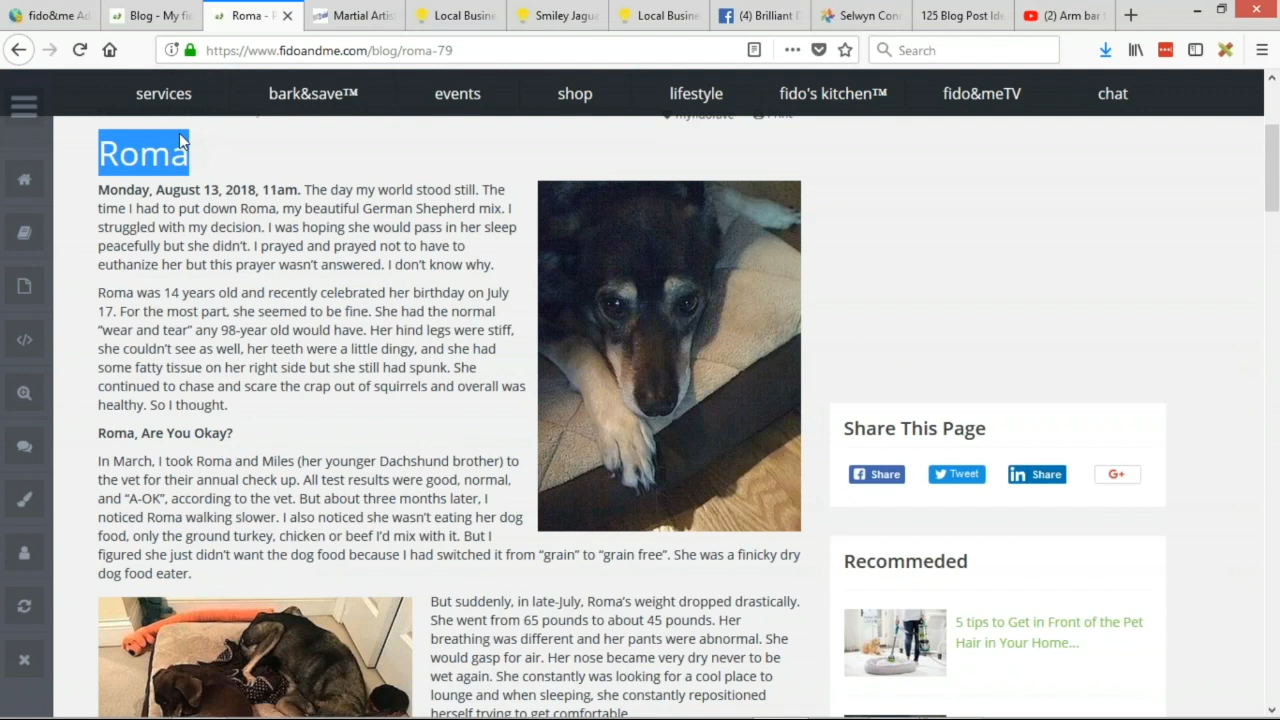 fido&me Ad
Blog - My fi
Roma - P
Martial Artis
Local Busine
Smiley Jagua
Local Busine
(4) Brilliant D
Selwyn Con
125 Blog Post Ide
(2) Arm bar f
https://www.fidoandme.com/blog/roma-79
Search
services
bark&save™
events
shop
lifestyle
fido's kitchen™
fido&meTV
chat
Roma
Monday, August 13, 2018, 11am. The day my world stood still. The
time I had to put down Roma, my beautiful German Shepherd mix. I
struggled with my decision. I was hoping she would pass in her sleep
peacefully but she didn't. I prayed and prayed not to have to
euthanize her but this prayer wasn't answered. I don't know why.
Roma was 14 years old and recently celebrated her birthday on July
17. For the most part, she seemed to be fine. She had the normal
“wear and tear” any 98-year old would have. Her hind legs were stiff,
she couldn't see as well, her teeth were a little dingy, and she had
some fatty tissue on her right side but she still had spunk. She
continued to chase and scare the crap out of squirrels and overall was
healthy. So I thought.
Roma, Are You Okay?
In March, I took Roma and Miles (her younger Dachshund brother) to
the vet for their annual check up. All test results were good, normal,
and “A-OK”, according to the vet. But about three months later, I
noticed Roma walking slower. I also noticed she wasn't eating her dog
food, only the ground turkey, chicken or beef I'd mix with it. But I
figured she just didn't want the dog food because I had switched it from “grain” to “grain free”. She was a finicky dry
dog food eater.
But suddenly, in late-July, Roma's weight dropped drastically.
She went from 65 pounds to about 45 pounds. Her
breathing was different and her pants were abnormal. She
would gasp for air. Her nose became very dry never to be
wet again. She constantly was looking for a cool place to
lounge and when sleeping, she constantly repositioned
herself trying to get comfortable.
Share This Page
Share
Tweet
in Share
G+
Recommeded
5 tips to Get in Front of the Pet
Hair in Your Home...